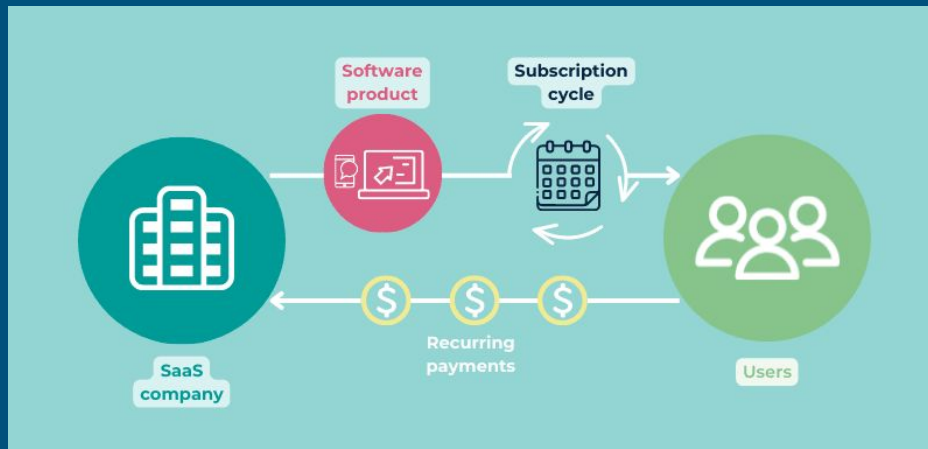 Software
product
Subscription
cycle
$ $ $
Recurring
payments
SaaS
company
Users